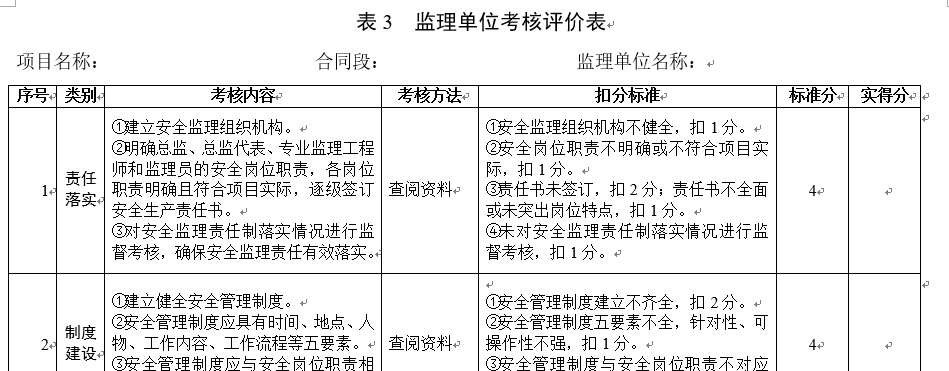 表 3 监理单位考核评价表
项目名称： 合同段： 监理单位名称：
序号 类别 考核内容 考核方法 扣分标准 标准分 实得分
1
责任
落实
①建立安全监理组织机构。
②明确总监、总监代表、专业监理工程
师和监理员的安全岗位职责，各岗位
职责明确且符合项目实际，逐级签订
安全生产责任书。
③对安全监理责任制落实情况进行监
督考核，确保安全监理责任有效落实。
查阅资料
①安全监理组织机构不健全，扣 1 分。
②安全岗位职责不明确或不符合项目实
际，扣 1 分。
③责任书未签订，扣 2 分；责任书不全面
或未突出岗位特点，扣 1 分。
④未对安全监理责任制落实情况进行监
督考核，扣 1 分。
4
2
制度
建设
①建立健全安全管理制度。
②安全管理制度应具有时间、地点、人
物、工作内容、工作流程等五要素。
③安全管理制度应与安全岗位职责相
查阅资料
①安全管理制度建立不齐全，扣 2 分。
②安全管理制度五要素不全，针对性、可
操作性不强，扣 1 分。
③安全管理制度与安全岗位职责不对应
4